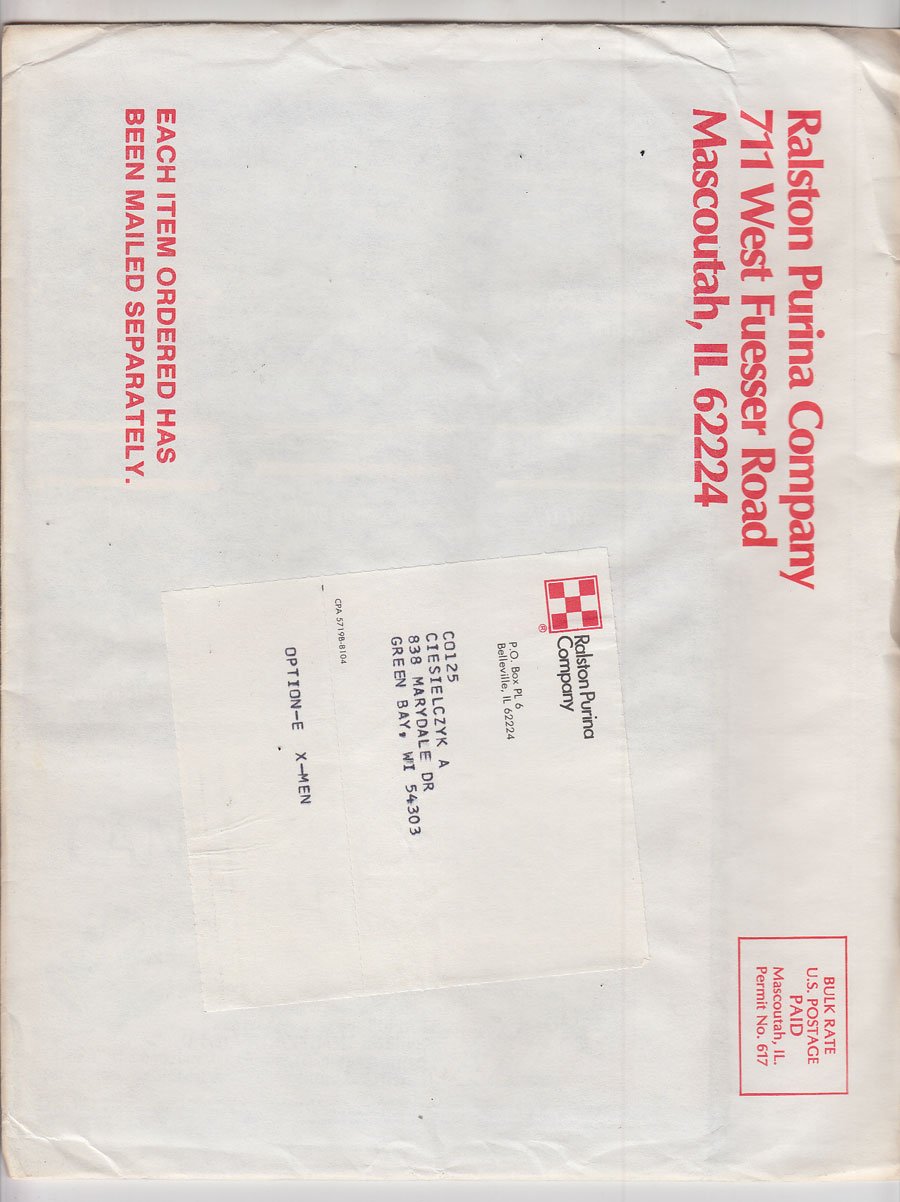 Ralston Purina Company
711 West Fuesser Road
Mascoutah, IL 62224
BULK RATE
U.S. POSTAGE
PAID
Mascoutah, IL.
Permit No. 617
Ralston Purina
Company
®
P.O. Box PL 6
Belleville, IL 62224
C0125
CIESIELCZYK A
838 MARYDALE DR
GREEN BAY, WI 54303
CPA 5719B-8104
OPTION-E X-MEN
EACH ITEM ORDERED HAS
BEEN MAILED SEPARATELY.